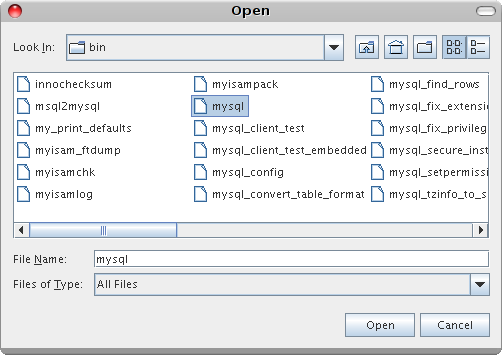 Open
Look In: bin
innochecksum
msql2mysql
my_print_defaults
myisam_ftdump
myisamchk
myisamlog
myisampack
mysql
mysql_client_test
mysql_client_test_embedded
mysql_config
mysql_convert_table_format
mysql_find_rows
mysql_fix_extension
mysql_fix_privileg
mysql_secure_inst
mysql_setpermissi
mysql_tzinfo_to_s
File Name: mysql
Files of Type: All Files
Open Cancel